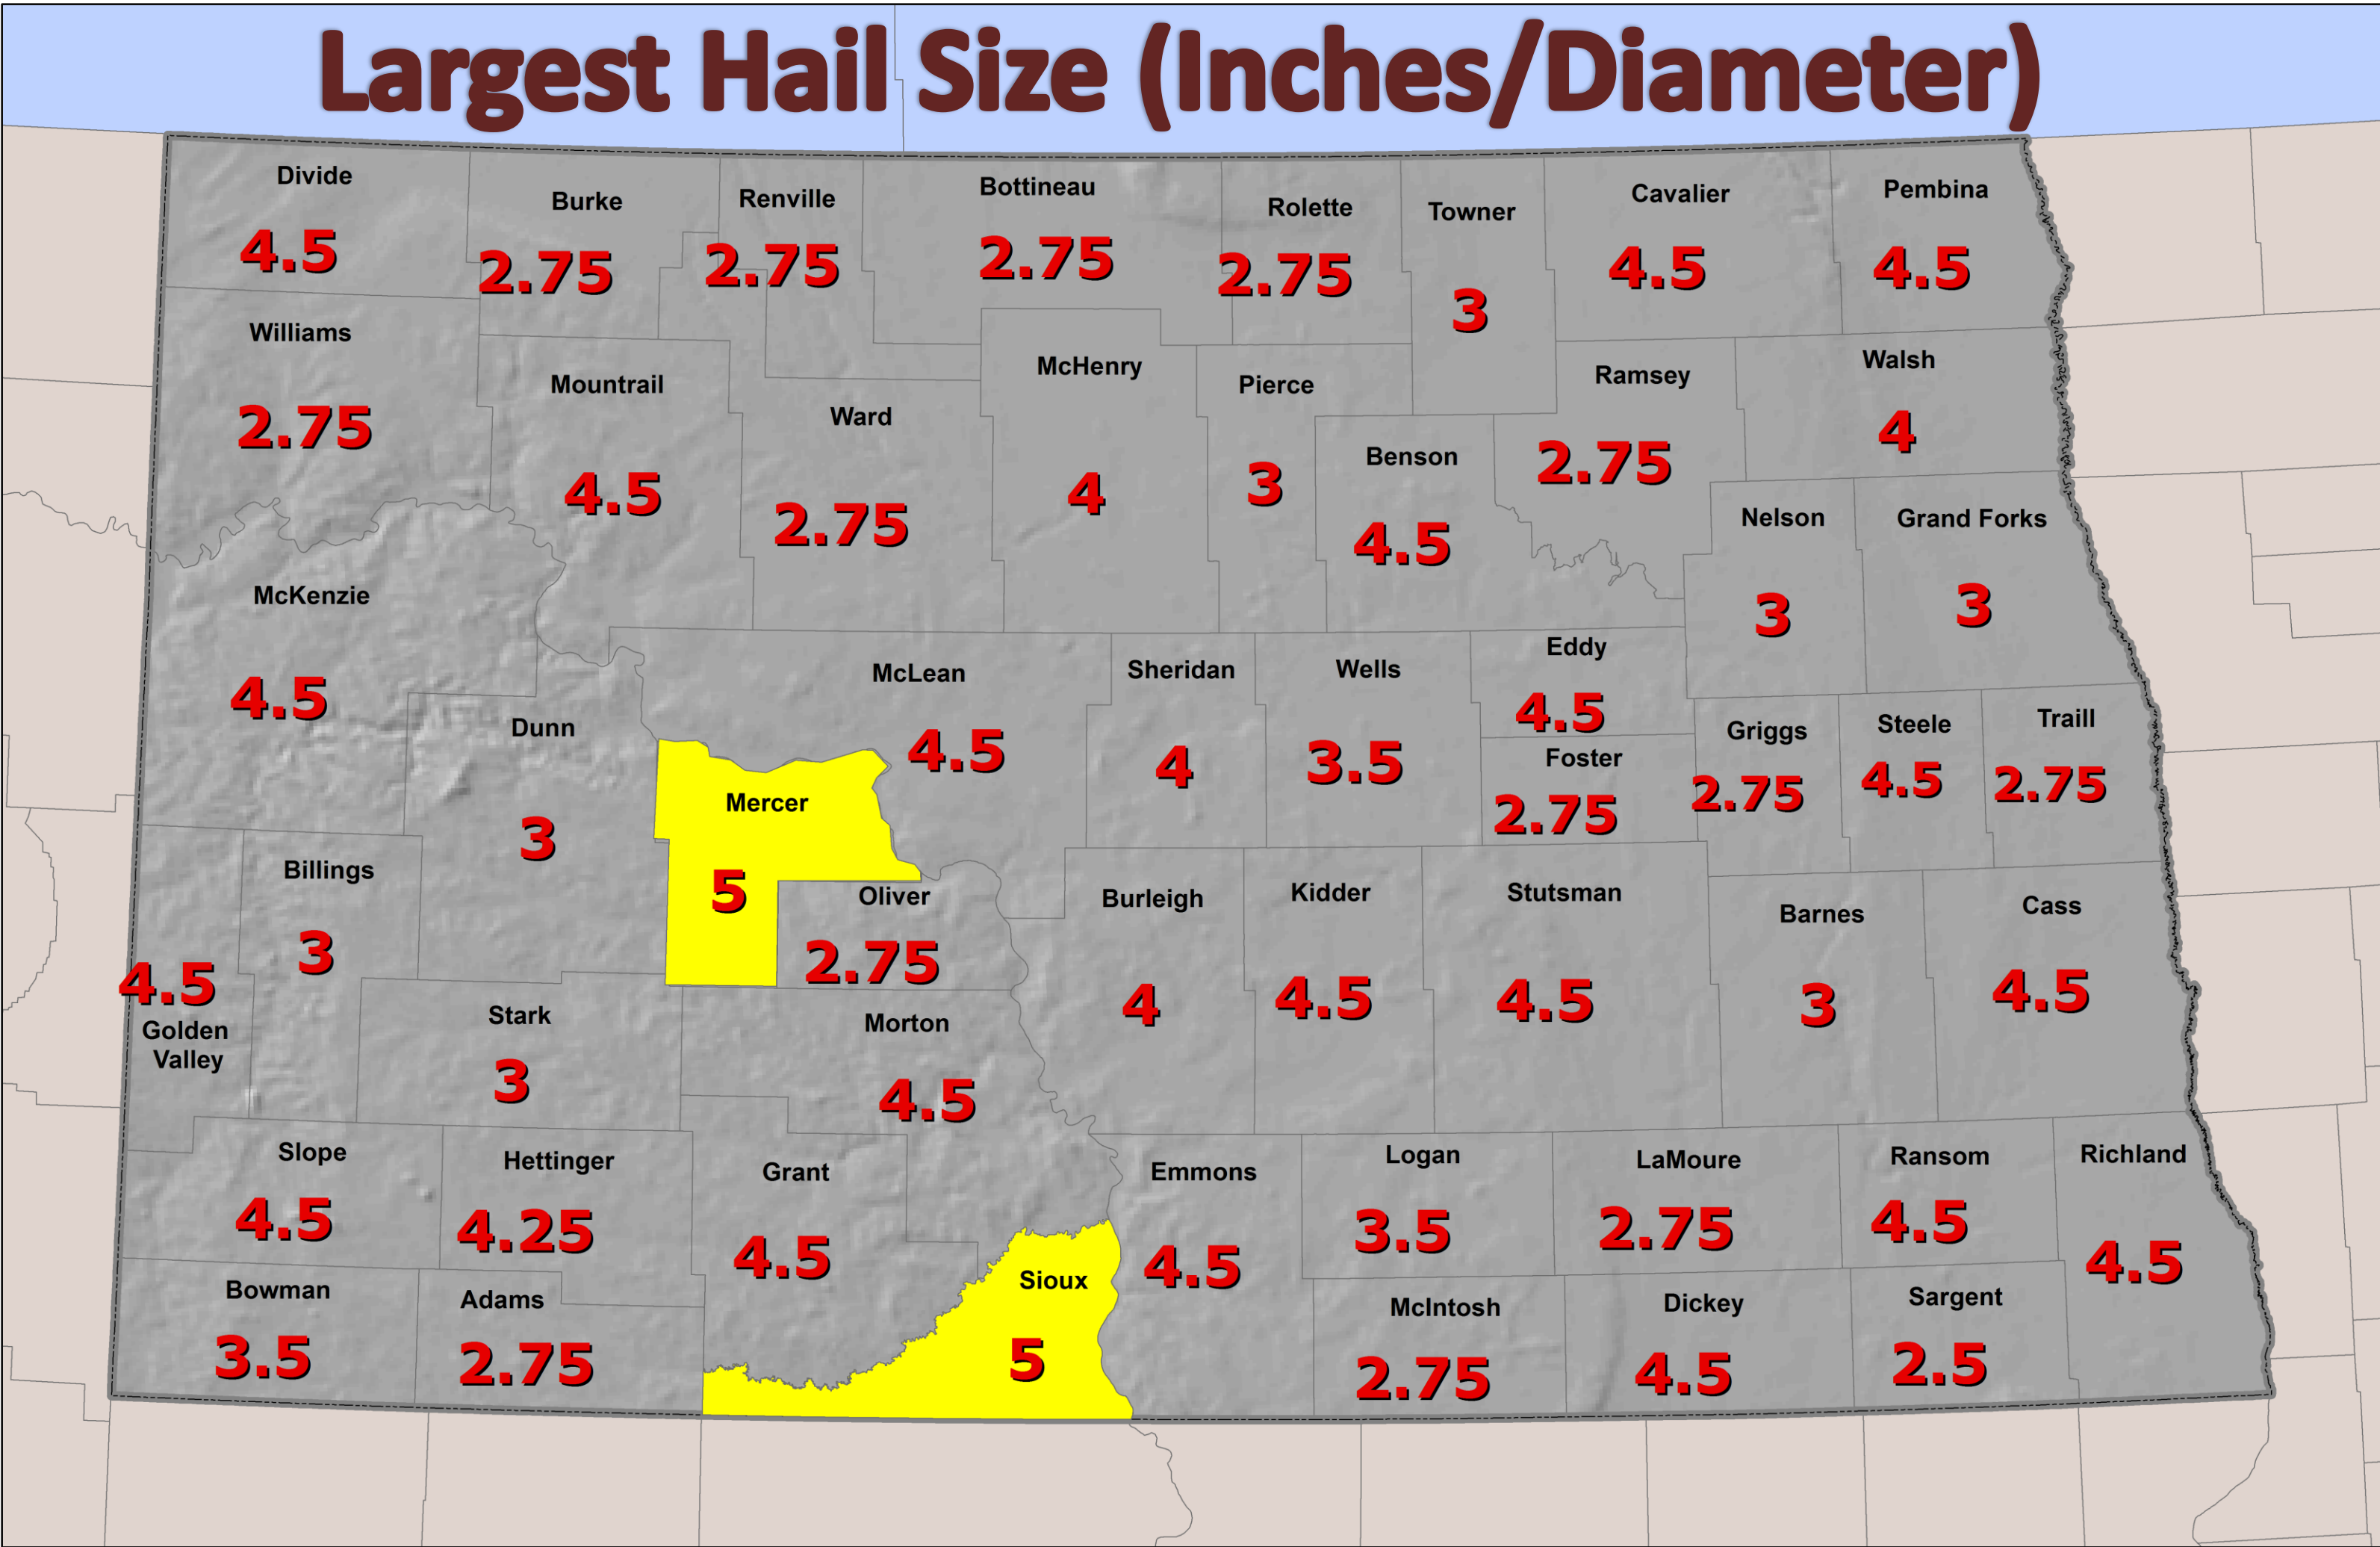 Largest Hail Size (Inches/Diameter)
Divide
4.5
Burke
2.75
Renville
2.75
Bottineau
2.75
Rolette
2.75
Towner
3
Cavalier
4.5
Pembina
4.5
Williams
2.75
Mountrail
4.5
Ward
2.75
McHenry
4
Pierce
3
Benson
4.5
Ramsey
2.75
Walsh
4
Nelson
3
Grand Forks
3
McKenzie
4.5
Dunn
3
McLean
4.5
Sheridan
4
Wells
3.5
Eddy
4.5
Foster
2.75
Griggs
2.75
Steele
4.5
Traill
2.75
Mercer
5
Oliver
2.75
Billings
3
4.5
Golden
Valley
Stark
3
Morton
4.5
Burleigh
4
Kidder
4.5
Stutsman
4.5
Barnes
3
Cass
4.5
Slope
4.5
Hettinger
4.25
Grant
4.5
Sioux
5
Emmons
4.5
Logan
3.5
LaMoure
2.75
Ransom
4.5
Richland
4.5
Bowman
3.5
Adams
2.75
McIntosh
2.75
Dickey
4.5
Sargent
2.5